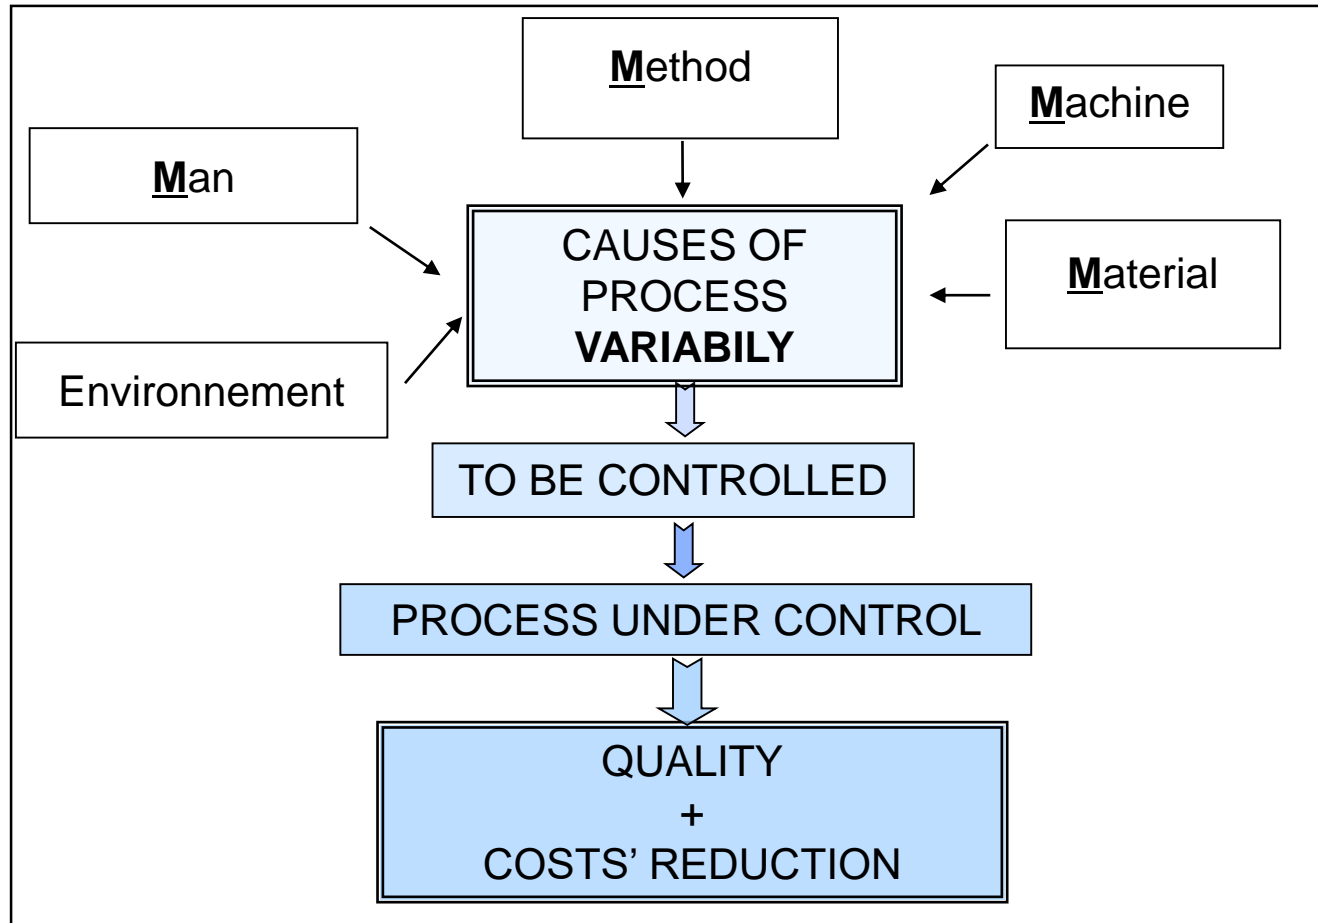 Method
Machine
Man
CAUSES OF
PROCESS
VARIABILY
Material
Environnement
TO BE CONTROLLED
PROCESS UNDER CONTROL
QUALITY
+
COSTS’ REDUCTION